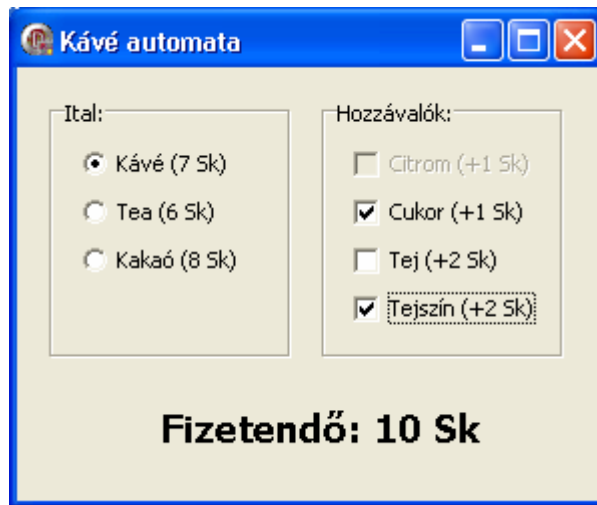 Kávé automata
Ital:
Kávé (7 Sk)
Tea (6 Sk)
Kakaó (8 Sk)
Hozzávalók:
Citrom (+1 Sk)
Cukor (+1 Sk)
Tej (+2 Sk)
Tejszín (+2 Sk)
Fizetendő: 10 Sk